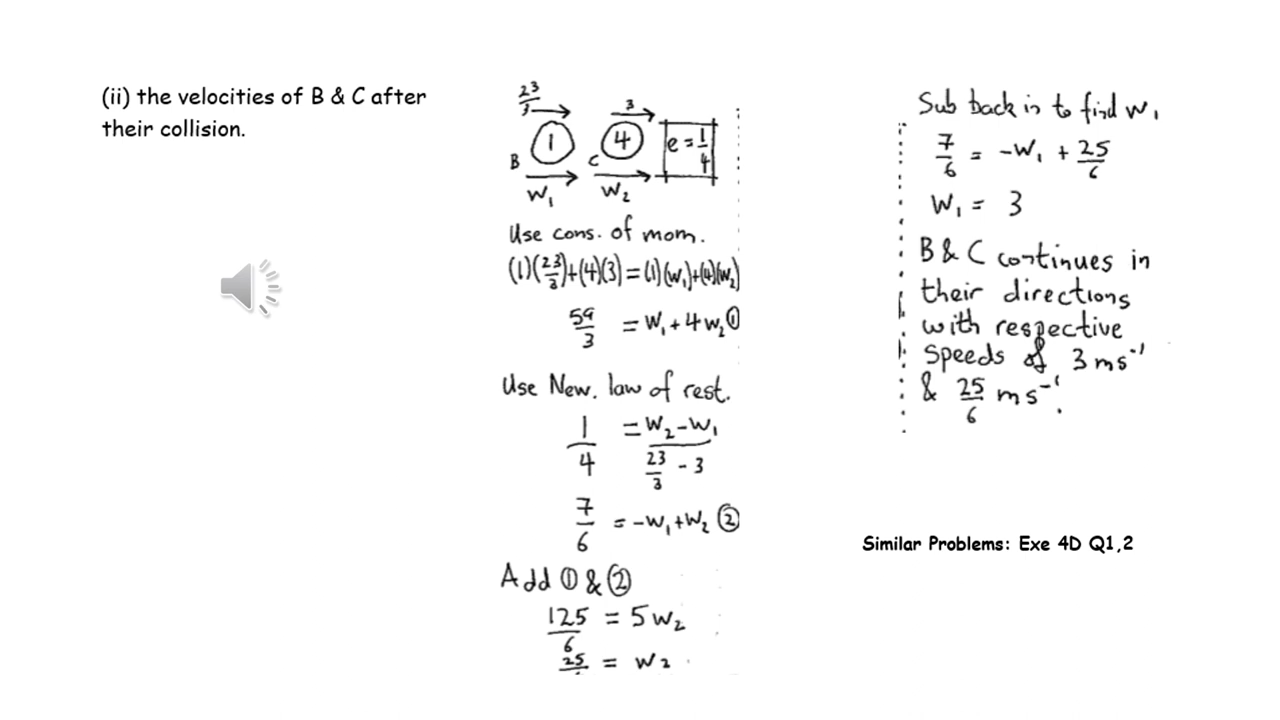 (ii) the velocities of B & C after
their collision.
23/3 3
B 1 C 4 e = 1/4
W₁ W₂
Use cons. of mom.
(1)(23/3)+(4)(3)=(1)(W₁)+(4)(W₂)
59/3 = W₁ + 4W₂ ①
Use New. law of rest.
1/4 = (W₂ - W₁)/(23/3 - 3)
7/6 = -W₁+W₂ ②
Add ① & ②
125/6 = 5W₂
25/6 = W₂
Sub back in to find W₁
7/6 = -W₁ + 25/6
W₁ = 3
B & C continues in
their directions
with respective
speeds of 3 ms⁻¹
& 25/6 ms⁻¹.
Similar Problems: Exe 4D Q1,2